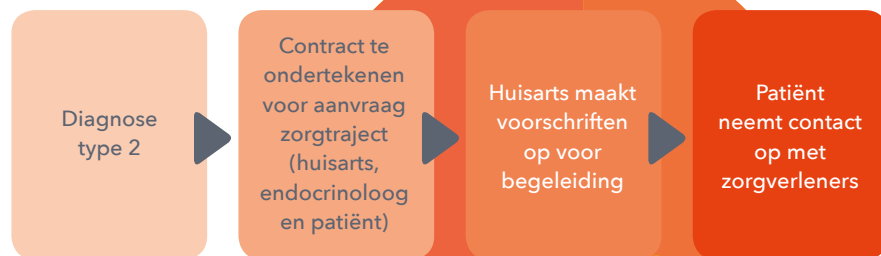 Diagnose
type 2
Contract te
ondertekenen
voor aanvraag
zorgtraject
(huisarts,
endocrinoloog
en patiënt)
Huisarts maakt
voorschriften
op voor
begeleiding
Patiënt
neemt contact
op met
zorgverleners